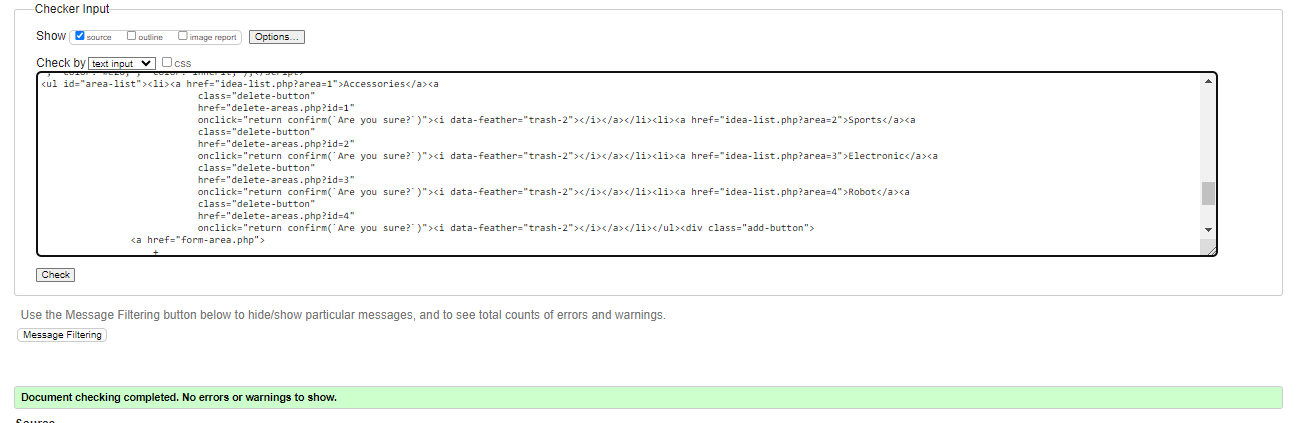 Checker Input
Show source outline image report Options...
Check by text input css
<ul id="area-list"><li><a href="idea-list.php?area=1">Accessories</a><a
class="delete-button"
href="delete-areas.php?id=1"
onclick="return confirm(`Are you sure?`)"><i data-feather="trash-2"></i></a></li><li><a href="idea-list.php?area=2">Sports</a><a
class="delete-button"
href="delete-areas.php?id=2"
onclick="return confirm(`Are you sure?`)"><i data-feather="trash-2"></i></a></li><li><a href="idea-list.php?area=3">Electronic</a><a
class="delete-button"
href="delete-areas.php?id=3"
onclick="return confirm(`Are you sure?`)"><i data-feather="trash-2"></i></a></li><li><a href="idea-list.php?area=4">Robot</a><a
class="delete-button"
href="delete-areas.php?id=4"
onclick="return confirm(`Are you sure?`)"><i data-feather="trash-2"></i></a></li></ul><div class="add-button">
<a href="form-area.php">
+
Check
Use the Message Filtering button below to hide/show particular messages, and to see total counts of errors and warnings.
Message Filtering
Document checking completed. No errors or warnings to show.
Source